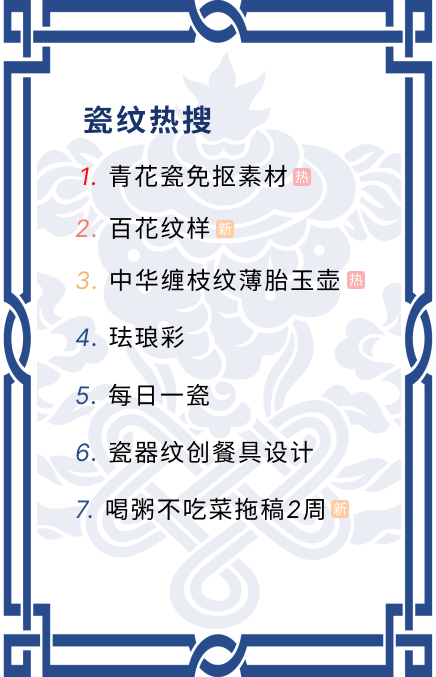 瓷纹热搜
1. 青花瓷免抠素材 热
2. 百花纹样 新
3. 中华缠枝纹薄胎玉壶 热
4. 珐琅彩
5. 每日一瓷
6. 瓷器纹创餐具设计
7. 喝粥不吃菜拖稿2周 新